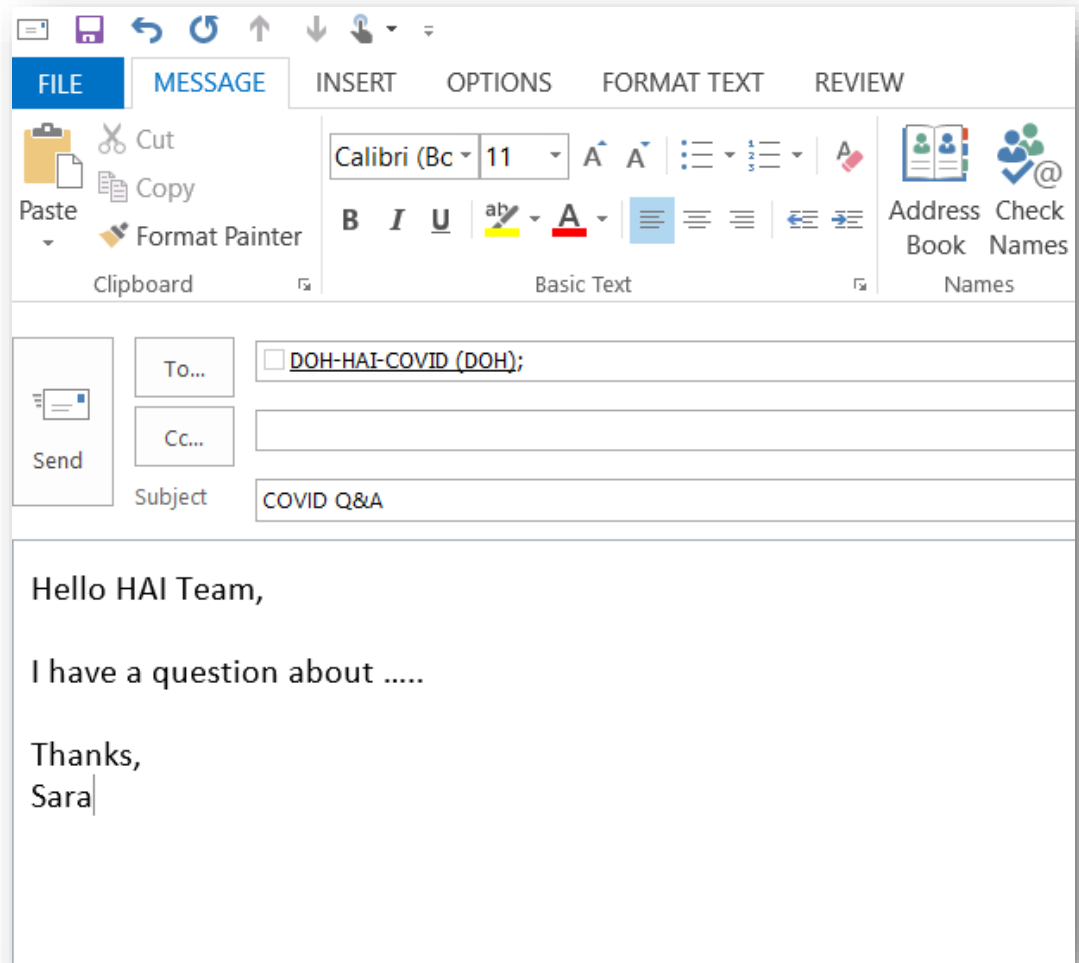 FILE MESSAGE INSERT OPTIONS FORMAT TEXT REVIEW
Paste
Cut
Copy
Format Painter
Clipboard
Calibri (Bc 11
B I U
Basic Text
Address Book
Check Names
Names
Send
To... DOH-HAI-COVID (DOH);
Cc...
Subject COVID Q&A
Hello HAI Team,
I have a question about .....
Thanks,
Sara